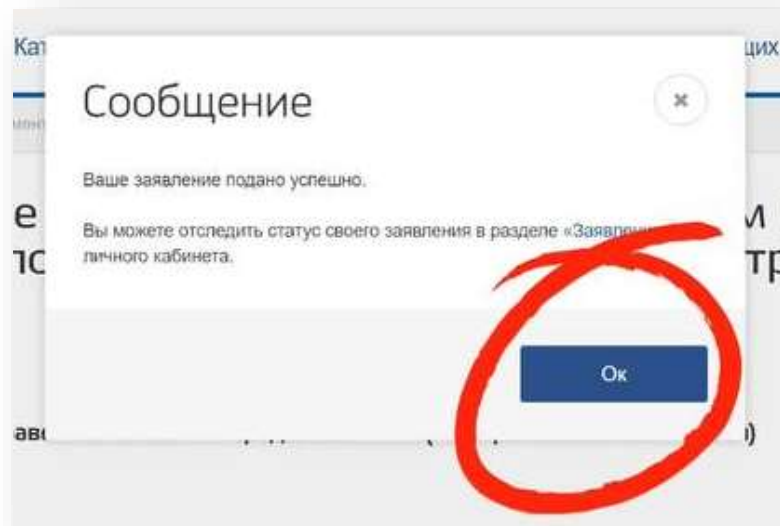 Сообщение
Ваше заявление подано успешно.
Вы можете отследить статус своего заявления в разделе
личного кабинета.
Ок